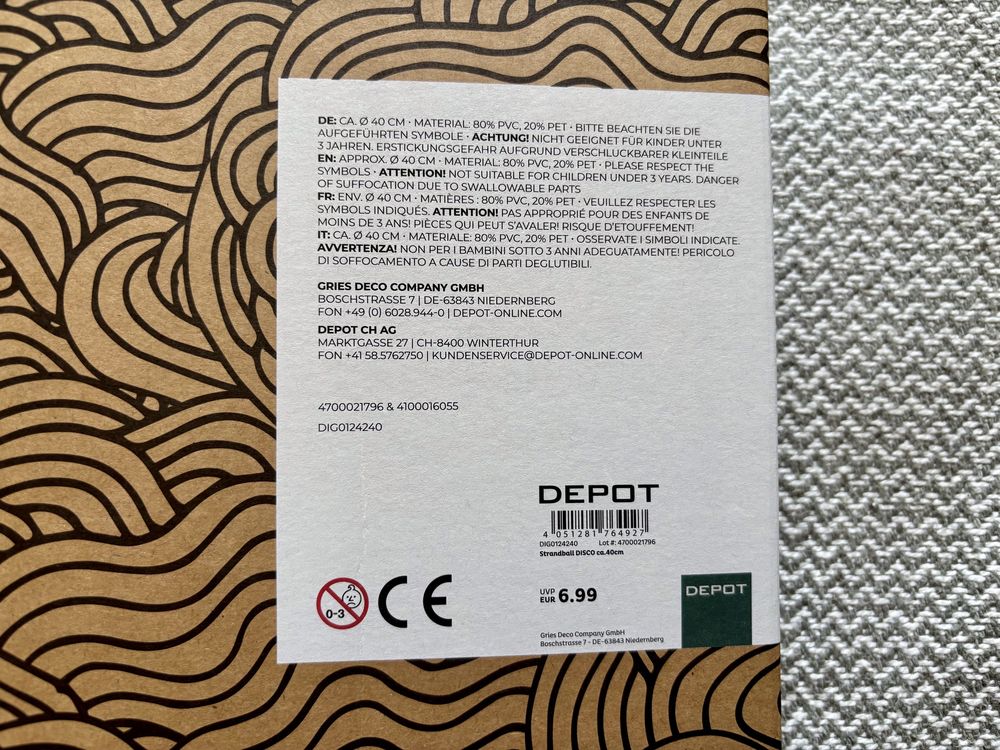 DE: CA. Ø 40 CM · MATERIAL: 80% PVC, 20% PET · BITTE BEACHTEN SIE DIE
AUFGEFÜHRTEN SYMBOLE · ACHTUNG! NICHT GEEIGNET FÜR KINDER UNTER
3 JAHREN. ERSTICKUNGSGEFAHR AUFGRUND VERSCHLUCKBARER KLEINTEILE
EN: APPROX. Ø 40 CM · MATERIAL: 80% PVC, 20% PET · PLEASE RESPECT THE
SYMBOLS · ATTENTION! NOT SUITABLE FOR CHILDREN UNDER 3 YEARS. DANGER
OF SUFFOCATION DUE TO SWALLOWABLE PARTS
FR: ENV. Ø 40 CM · MATIÈRES : 80% PVC, 20% PET · VEUILLEZ RESPECTER LES
SYMBOLS INDIQUÉS. ATTENTION! PAS APPROPRIÉ POUR DES ENFANTS DE
MOINS DE 3 ANS! PIÈCES QUI PEUT S'AVALER! RISQUE D'ETOUFFEMENT!
IT: CA. Ø 40 CM · MATERIALE: 80% PVC, 20% PET · OSSERVATE I SIMBOLI INDICATE.
AVVERTENZA! NON PER I BAMBINI SOTTO 3 ANNI ADEGUATAMENTE! PERICOLO
DI SOFFOCAMENTO A CAUSE DI PARTI DEGLUTIBILI.
GRIES DECO COMPANY GMBH
BOSCHSTRASSE 7 | DE-63843 NIEDERNBERG
FON +49 (0) 6028.944-0 | DEPOT-ONLINE.COM
DEPOT CH AG
MARKTGASSE 27 | CH-8400 WINTERTHUR
FON +41 58.5762750 | KUNDENSERVICE@DEPOT-ONLINE.COM
4700021796 & 4100016055
DIG0124240
DEPOT
4 051281 764927
DIG0124240 Lot #: 4700021796
Strandball DISCO ca.40cm
0-3 CE
UVP
EUR 6.99
DEPOT
Gries Deco Company GmbH
Boschstrasse 7 - DE-63843 Niedernberg